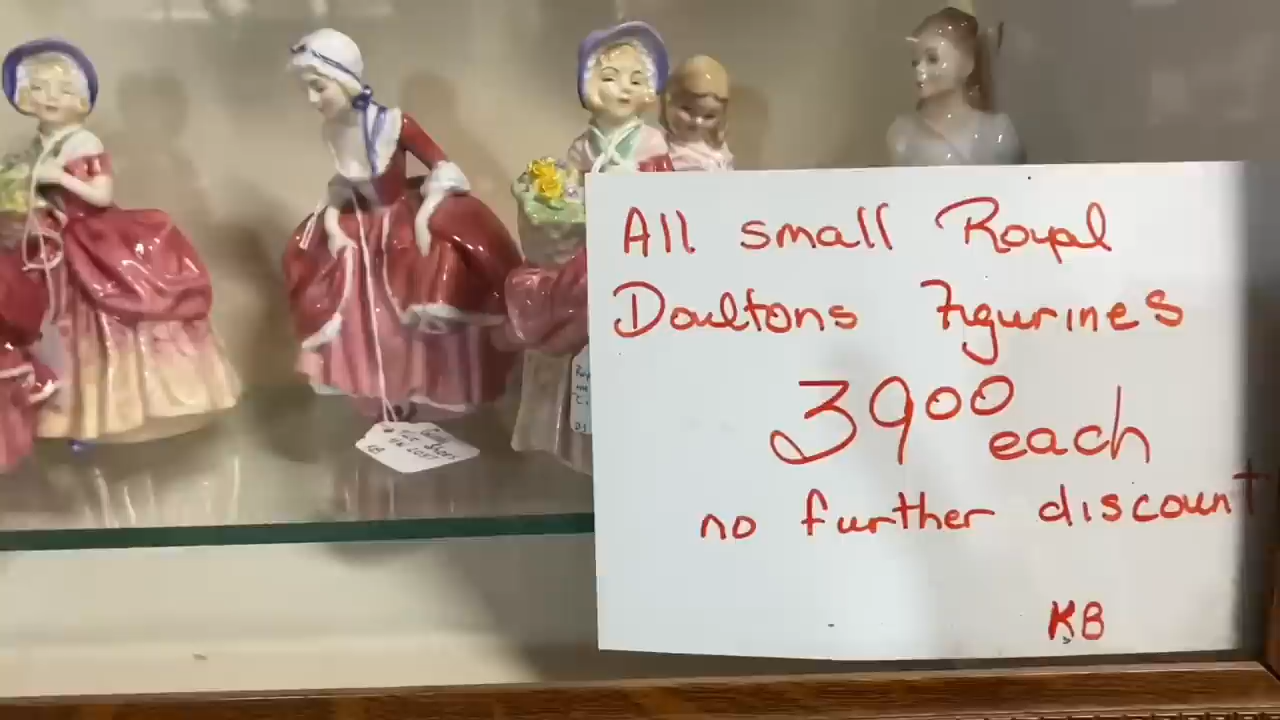 All small Royal
Doultons Figurines
39⁰⁰ each
no further discount
KB